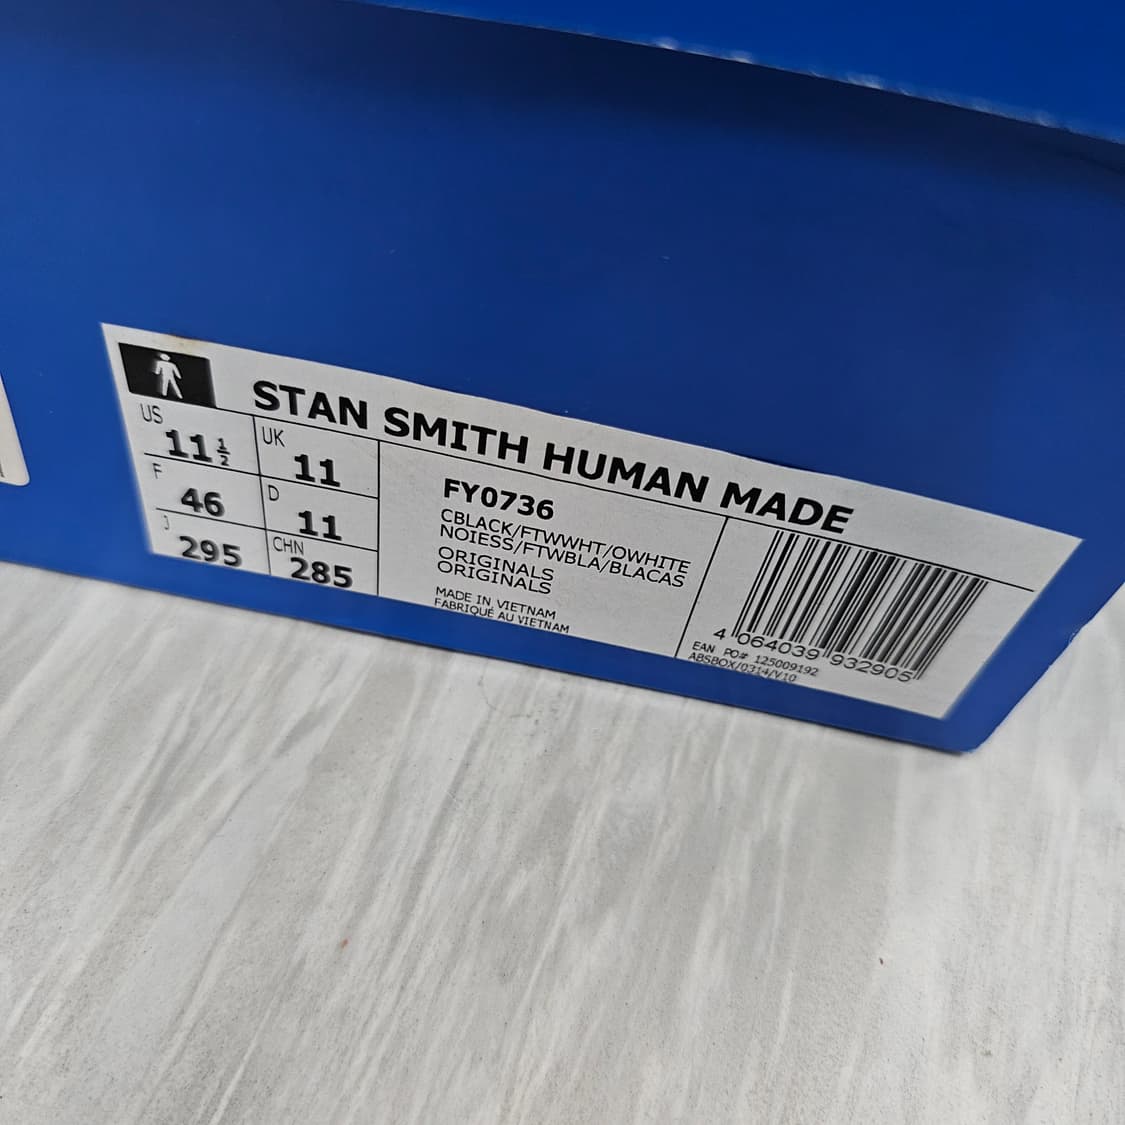 STAN SMITH HUMAN MADE
US 11½ UK 11
F 46 D 11
J 295 CHN 285
FY0736
CBLACK/FTWWHT/OWHITE
NOIESS/FTWBLA/BLACAS
ORIGINALS
ORIGINALS
MADE IN VIETNAM
FABRIQUÉ AU VIETNAM
4 064039 932905
EAN PO# 125009192
ABSBOX/0314/V10